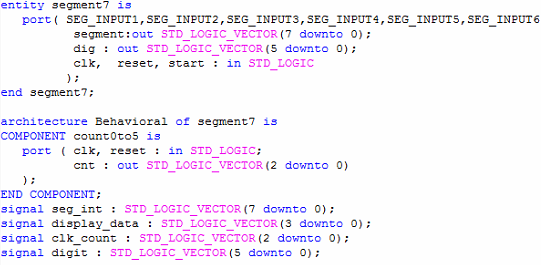 entity segment7 is
port( SEG_INPUT1,SEG_INPUT2,SEG_INPUT3,SEG_INPUT4,SEG_INPUT5,SEG_INPUT6
segment:out STD_LOGIC_VECTOR(7 downto 0);
dig : out STD_LOGIC_VECTOR(5 downto 0);
clk, reset, start : in STD_LOGIC
);
end segment7;
architecture Behavioral of segment7 is
COMPONENT count0to5 is
port ( clk, reset : in STD_LOGIC;
cnt : out STD_LOGIC_VECTOR(2 downto 0)
);
END COMPONENT;
signal seg_int : STD_LOGIC_VECTOR(7 downto 0);
signal display_data : STD_LOGIC_VECTOR(3 downto 0);
signal clk_count : STD_LOGIC_VECTOR(2 downto 0);
signal digit : STD_LOGIC_VECTOR(5 downto 0);